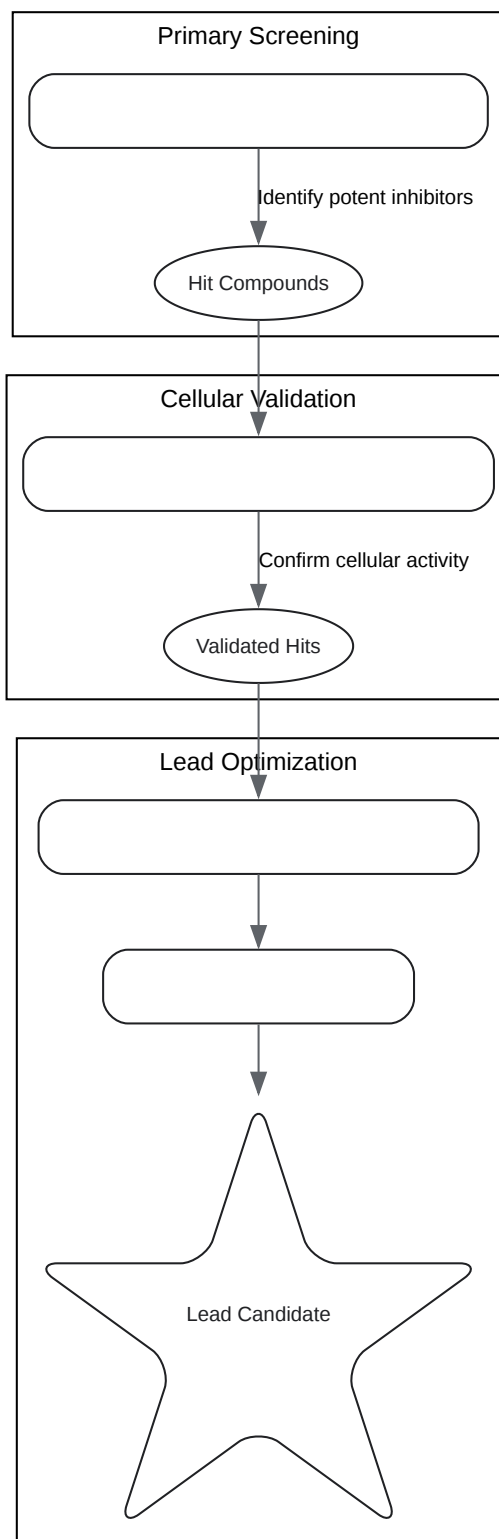 Primary Screening
Identify potent inhibitors
Hit Compounds
Cellular Validation
Confirm cellular activity
Validated Hits
Lead Optimization
Lead Candidate